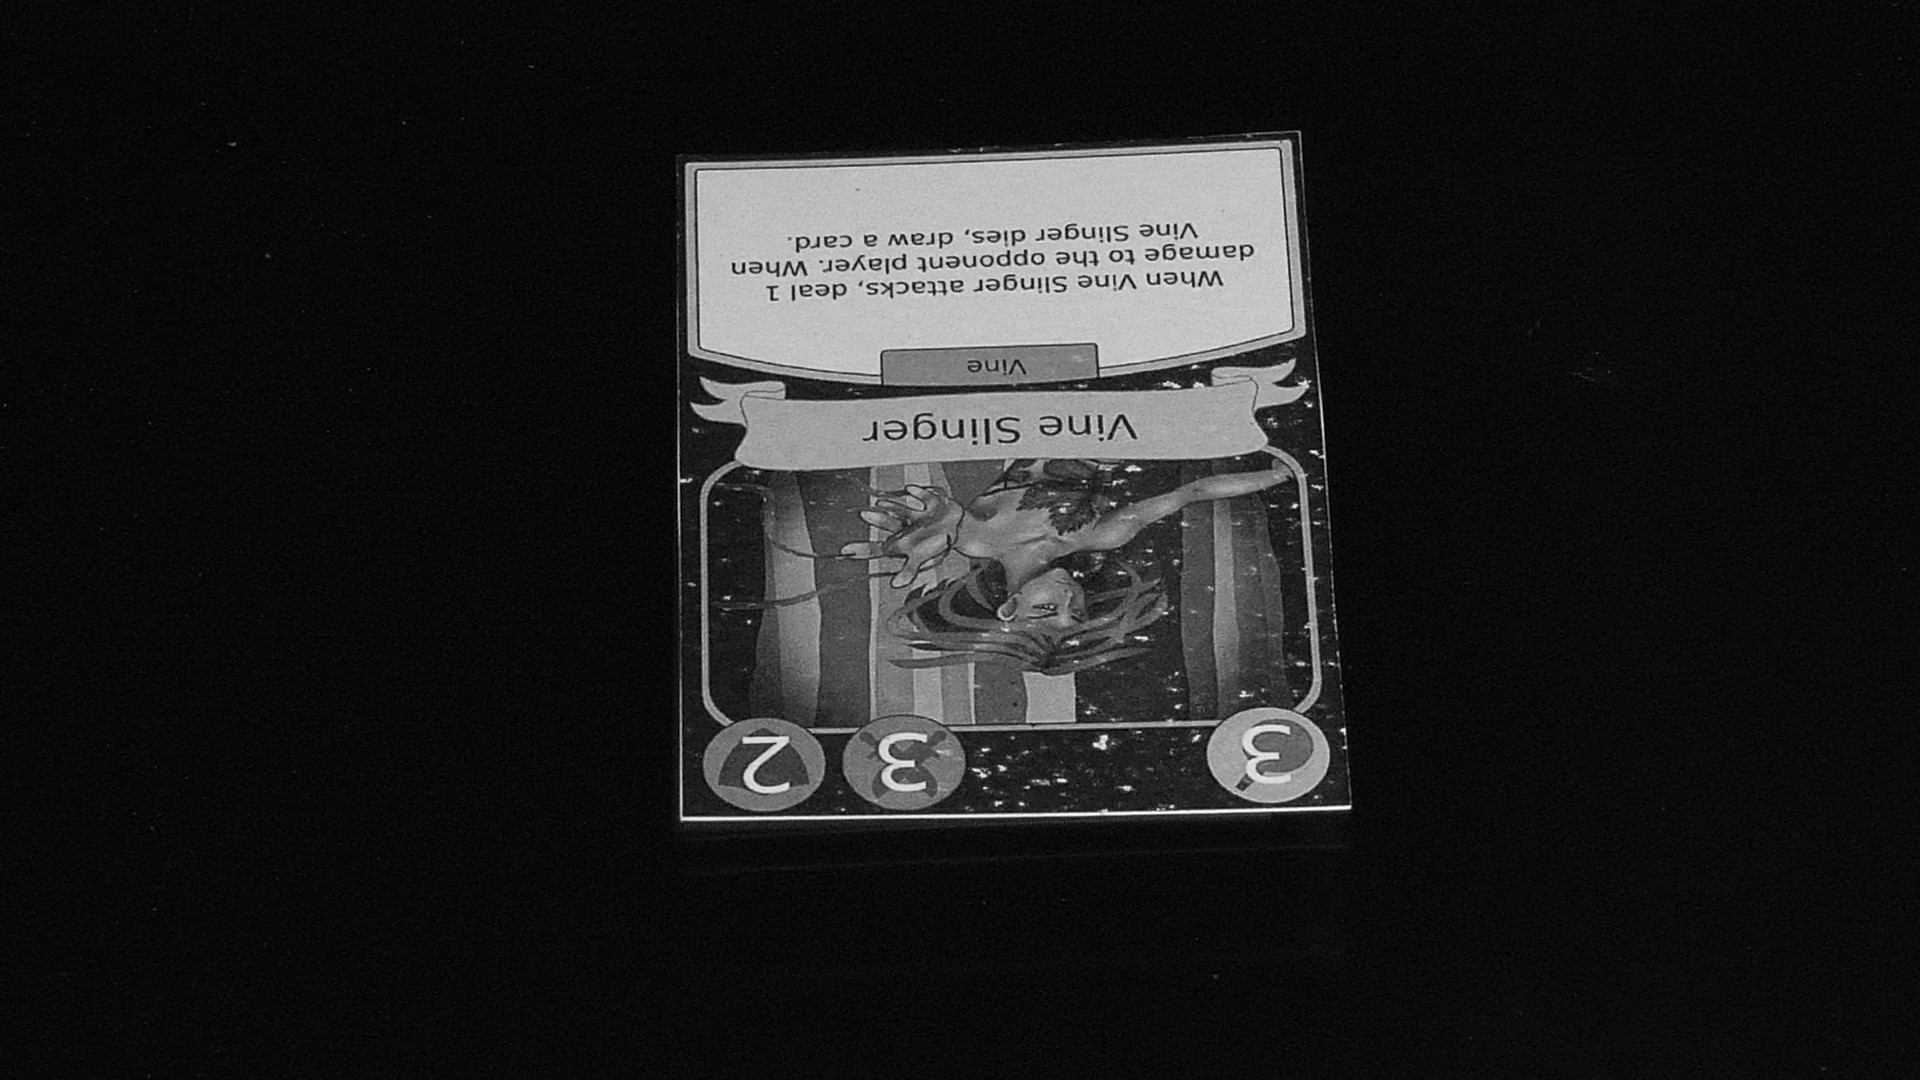 3 3 2
Vine Slinger
Vine
When Vine Slinger attacks, deal 1
damage to the opponent player. When
Vine Slinger dies, draw a card.